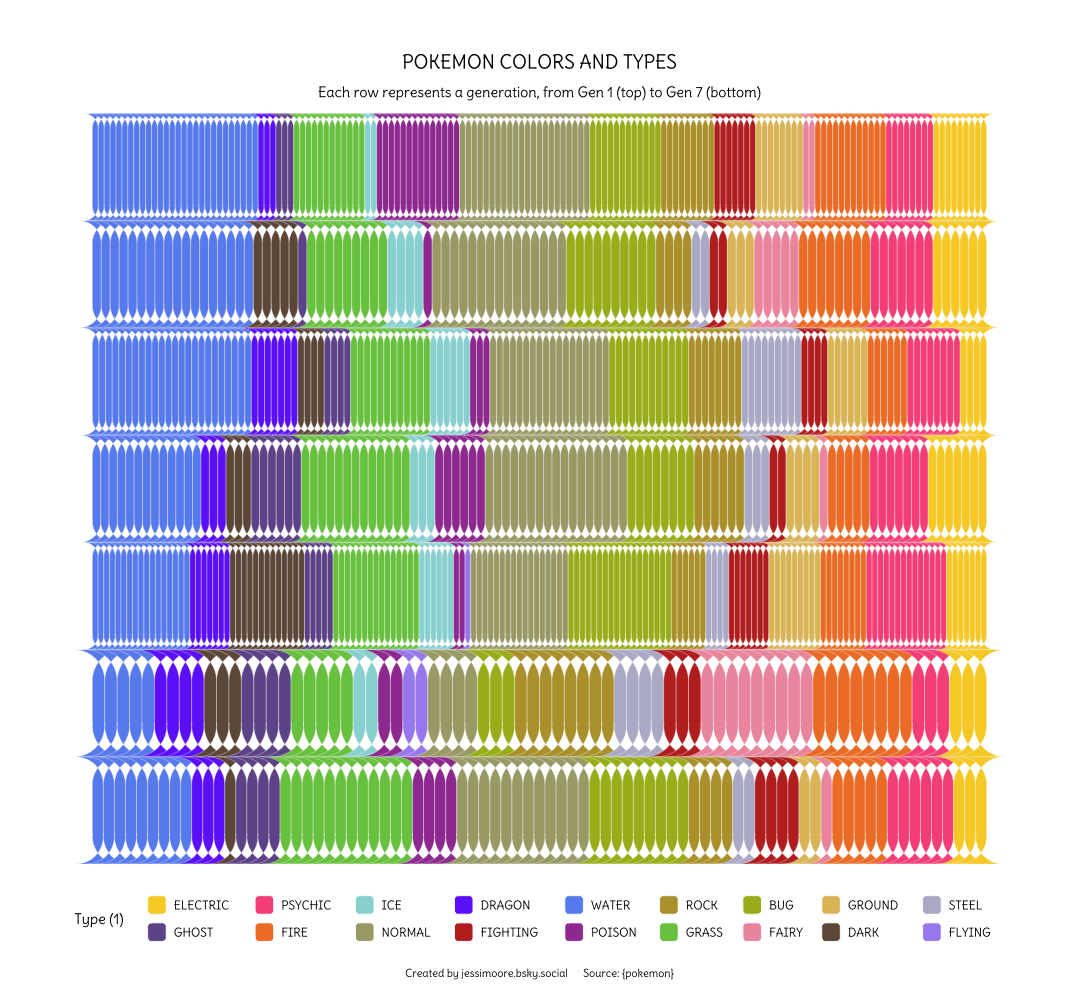 POKEMON COLORS AND TYPES
Each row represents a generation, from Gen 1 (top) to Gen 7 (bottom)
Type (1)
ELECTRIC PSYCHIC ICE DRAGON WATER ROCK BUG GROUND STEEL
GHOST FIRE NORMAL FIGHTING POISON GRASS FAIRY DARK FLYING
Created by jessimoore.bsky.social Source: {pokemon}